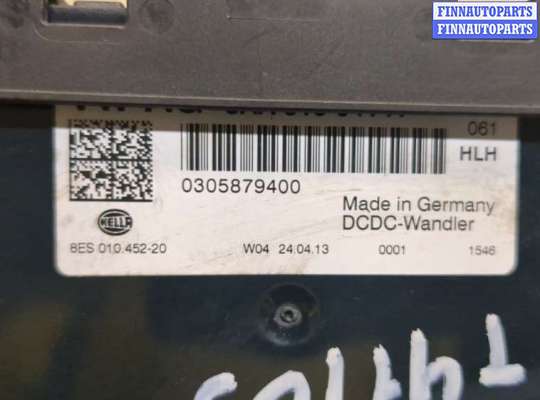 FINNAUTOPARTS
FINNAUTOPARTS
FINNAUTOPARTS
061
HLH
0305879400
Made in Germany
DCDC-Wandler
HELLA
8ES 010.452-20
W04 24.04.13
0001
1546